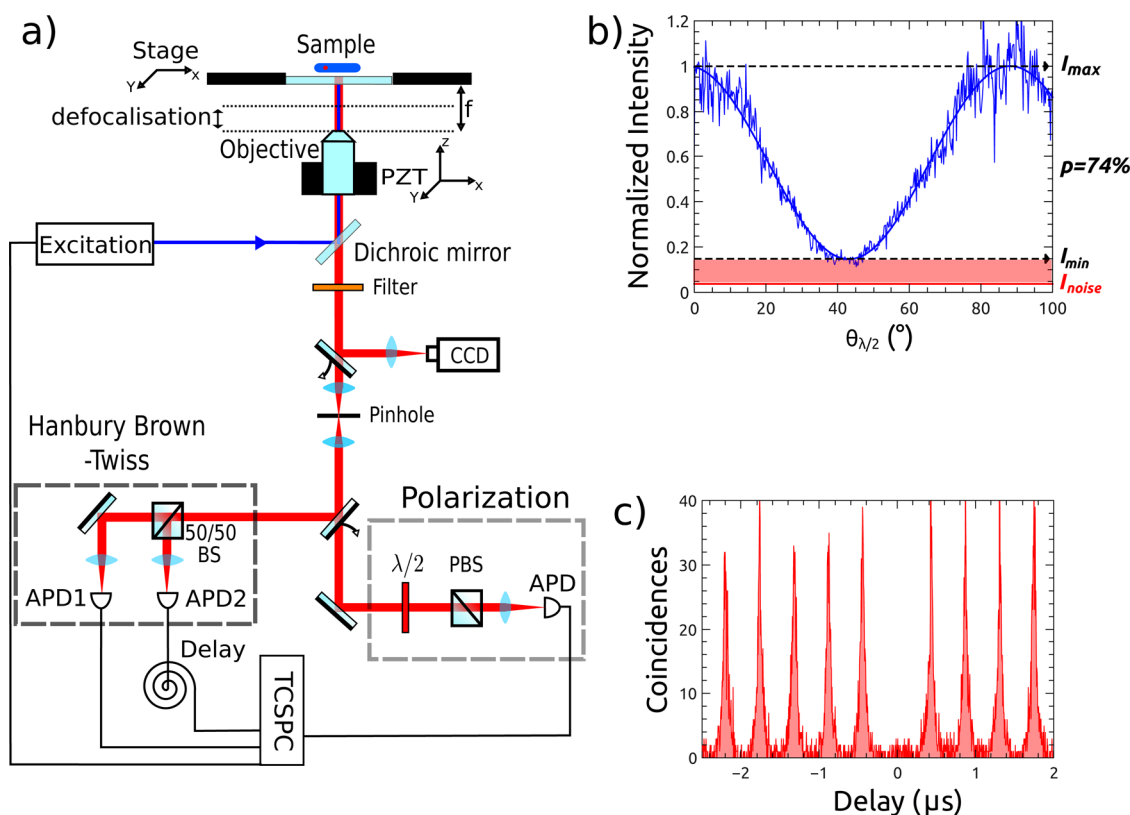 a)
Sample
Stage
X
Y
f
defocalisation
Objective
Z
PZT
X
Y
Excitation
Dichroic mirror
Filter
CCD
Pinhole
Hanbury Brown
-Twiss
50/50
BS
APD1
APD2
Delay
TCSPC
Polarization
λ/2
PBS
APD
b)
Normalized Intensity
1.2
1
0.8
0.6
0.4
0.2
0
0
20
40
60
80
100
θλ/2 (°)
Imax
p=74%
Imin
Inoise
c)
Coincidences
40
30
20
10
0
−2
−1
0
1
2
Delay (μs)